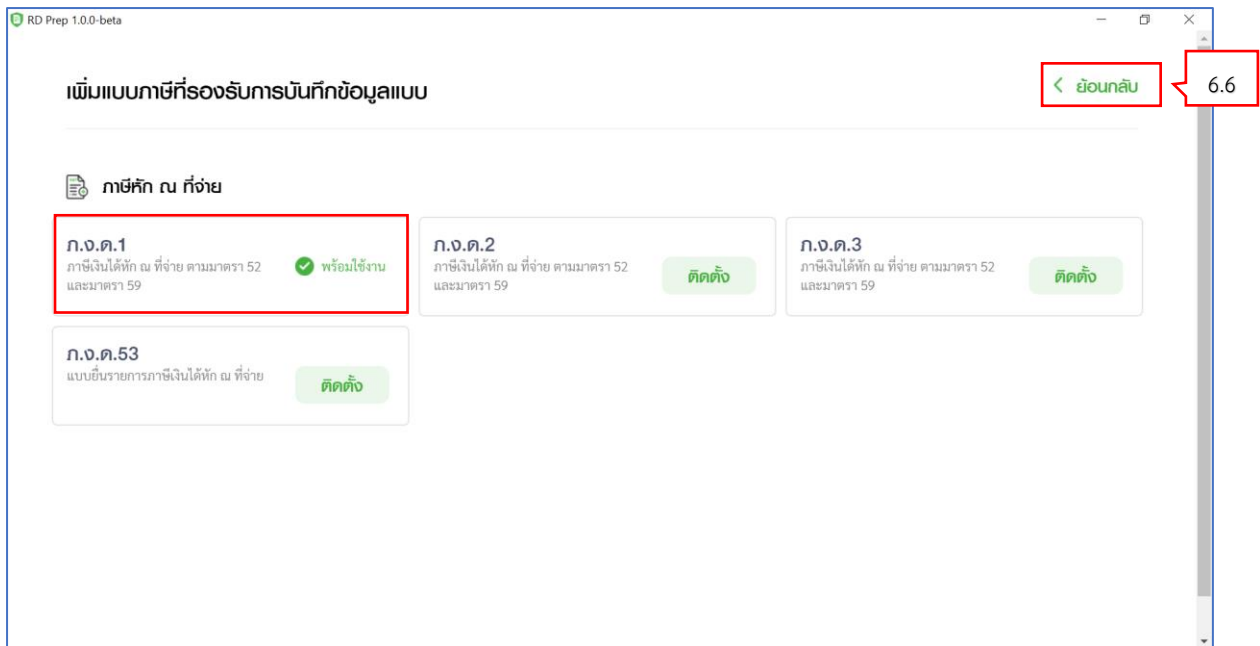 RD Prep 1.0.0-beta
เพิ่มแบบภาษีที่รองรับการบันทึกข้อมูลแบบ
ย้อนกลับ
6.6
ภาษีหัก ณ ที่จ่าย
ภ.ง.ด.1
ภาษีเงินได้หัก ณ ที่จ่าย ตามมาตรา 52
และมาตรา 59
พร้อมใช้งาน
ภ.ง.ด.2
ภาษีเงินได้หัก ณ ที่จ่าย ตามมาตรา 52
และมาตรา 59
ติดตั้ง
ภ.ง.ด.3
ภาษีเงินได้หัก ณ ที่จ่าย ตามมาตรา 52
และมาตรา 59
ติดตั้ง
ภ.ง.ด.53
แบบยื่นรายการภาษีเงินได้หัก ณ ที่จ่าย
ติดตั้ง